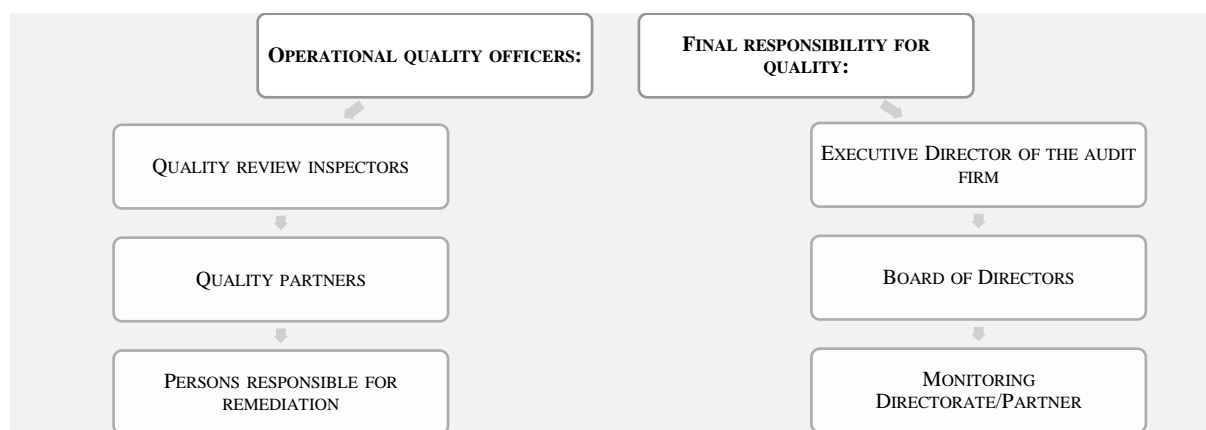 OPERATIONAL QUALITY OFFICERS:
QUALITY REVIEW INSPECTORS
QUALITY PARTNERS
PERSONS RESPONSIBLE FOR
REMEDIATION
FINAL RESPONSIBILITY FOR
QUALITY:
EXECUTIVE DIRECTOR OF THE AUDIT
FIRM
BOARD OF DIRECTORS
MONITORING
DIRECTORATE/PARTNER